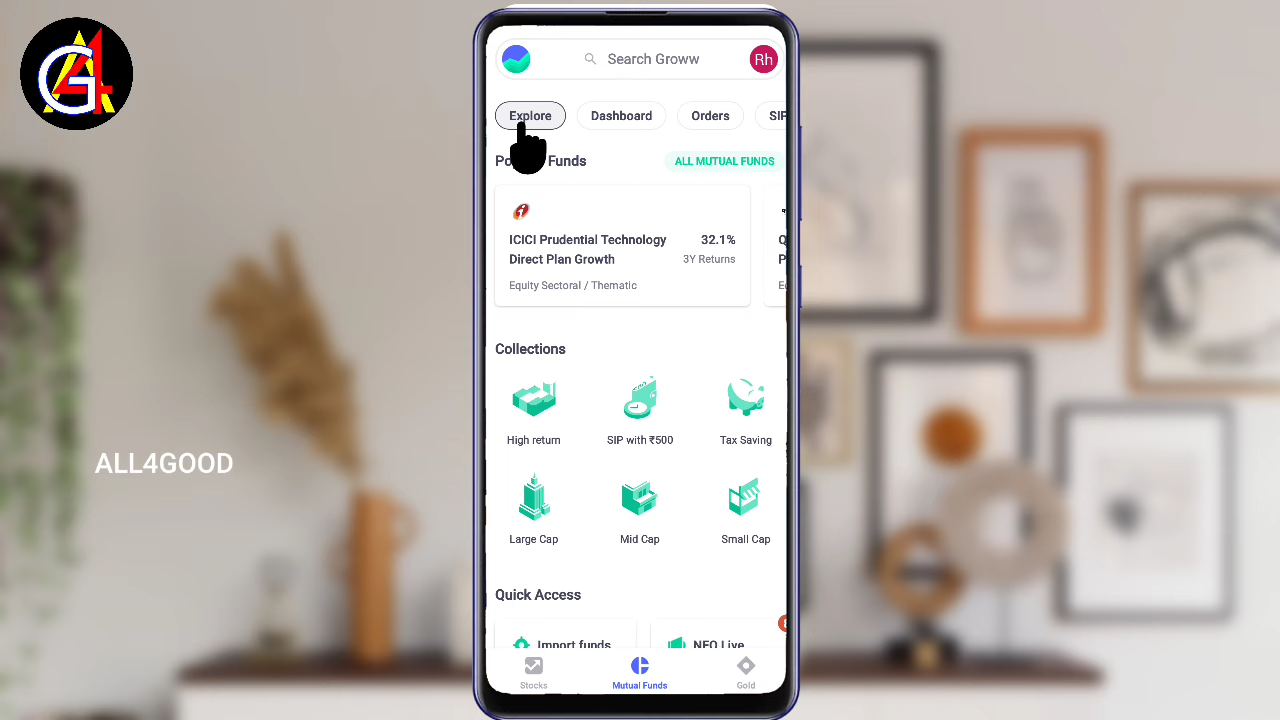 G4
Search Groww
Rh
Explore
Dashboard
Orders
SIP
Funds
ALL MUTUAL FUNDS
ICICI Prudential Technology
Direct Plan Growth
32.1%
3Y Returns
Equity Sectoral / Thematic
Collections
High return
SIP with ₹500
Tax Saving
Large Cap
Mid Cap
Small Cap
Quick Access
Import funds
NFO Live
Stocks
Mutual Funds
Gold
ALL4GOOD